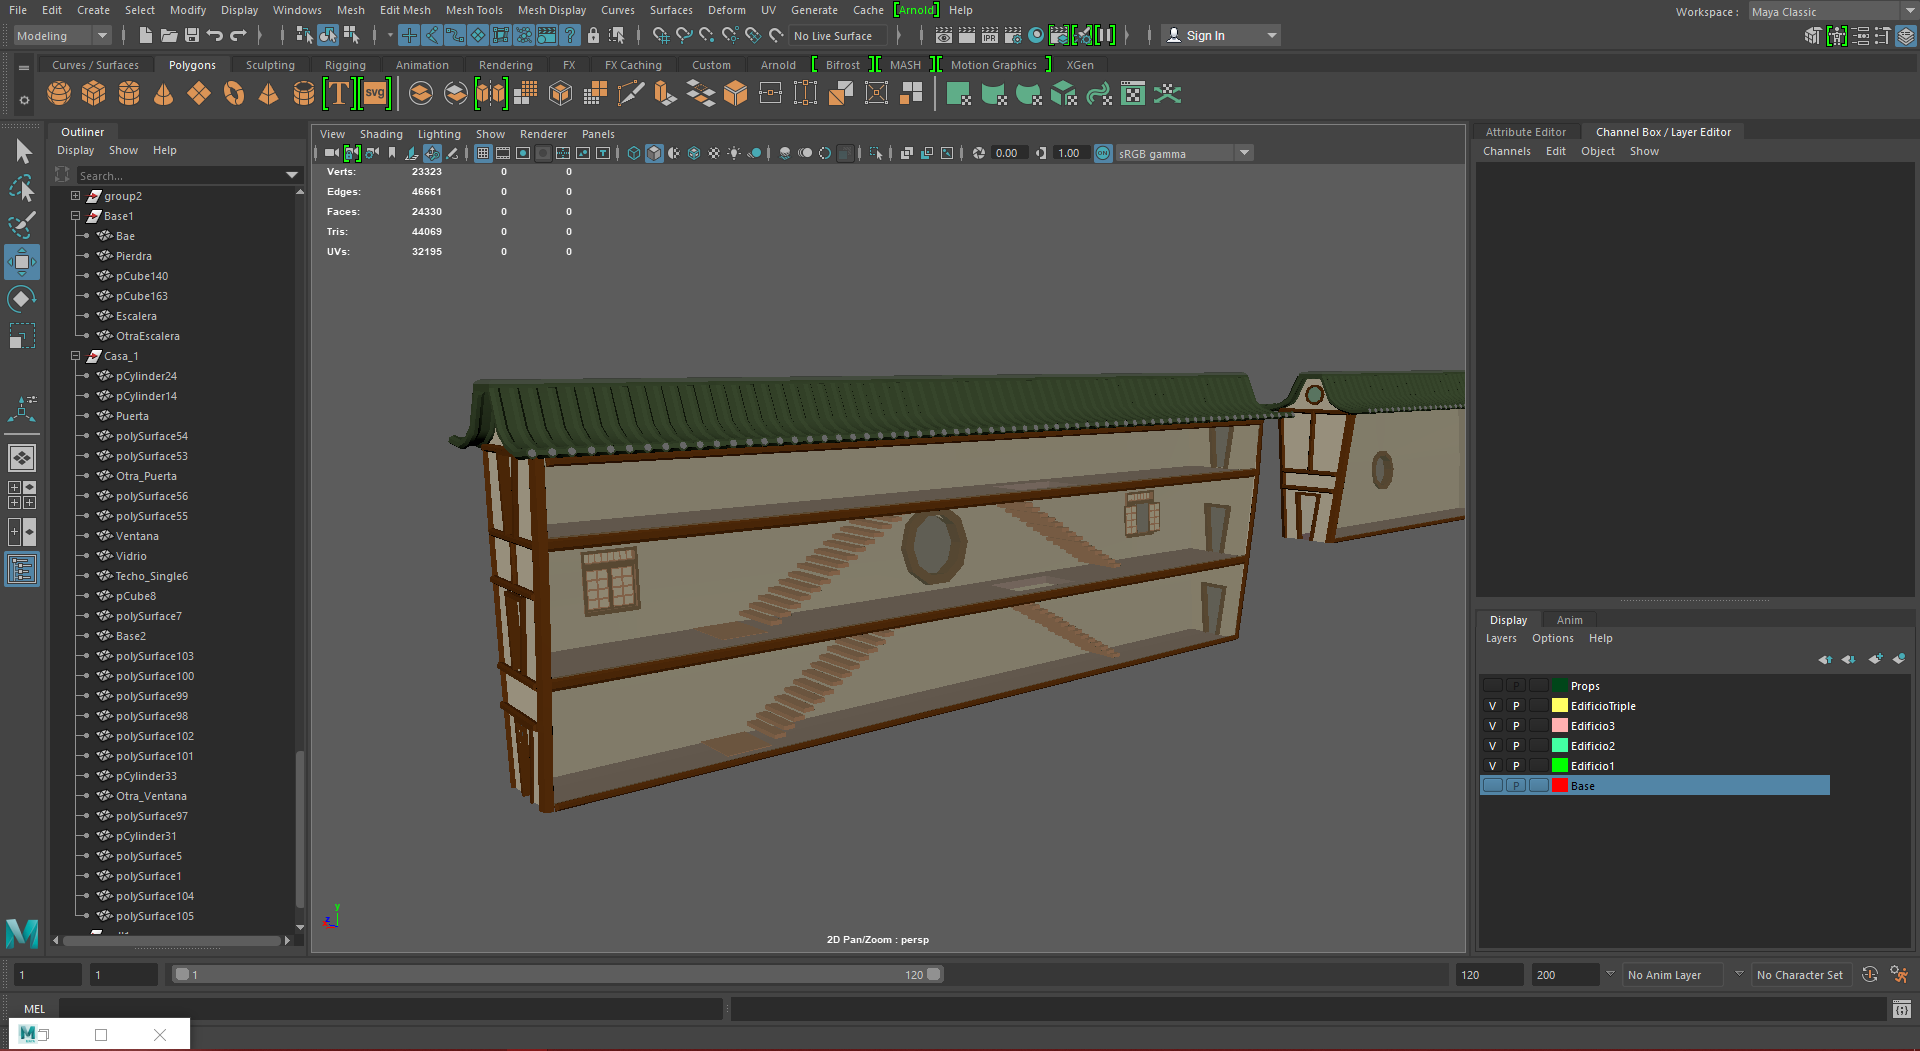 File Edit Create Select Modify Display Windows Mesh Edit Mesh Mesh Tools Mesh Display Curves Surfaces Deform UV Generate Cache [Arnold] Help
Workspace : Maya Classic
Modeling
No Live Surface
Sign In
Curves / Surfaces Polygons Sculpting Rigging Animation Rendering FX FX Caching Custom Arnold Bifrost MASH Motion Graphics XGen
T SVG
IPR
Outliner
Display Show Help
Search...
group2
Base1
Bae
Pierdra
pCube140
pCube163
Escalera
OtraEscalera
Casa_1
pCylinder24
pCylinder14
Puerta
polySurface54
polySurface53
Otra_Puerta
polySurface56
polySurface55
Ventana
Vidrio
Techo_Single6
pCube8
polySurface7
Base2
polySurface103
polySurface100
polySurface99
polySurface98
polySurface102
polySurface101
pCylinder33
Otra_Ventana
polySurface97
pCylinder31
polySurface5
polySurface1
polySurface104
polySurface105
View Shading Lighting Show Renderer Panels
0.00 1.00 ON sRGB gamma
Verts: 23323 0 0
Edges: 46661 0 0
Faces: 24330 0 0
Tris: 44069 0 0
UVs: 32195 0 0
y
z
2D Pan/Zoom : persp
Attribute Editor Channel Box / Layer Editor
Channels Edit Object Show
Display Anim
Layers Options Help
P Props
V P EdificioTriple
V P Edificio3
V P Edificio2
V P Edificio1
P Base
1 1 1 120 120 200 No Anim Layer No Character Set
MEL
M